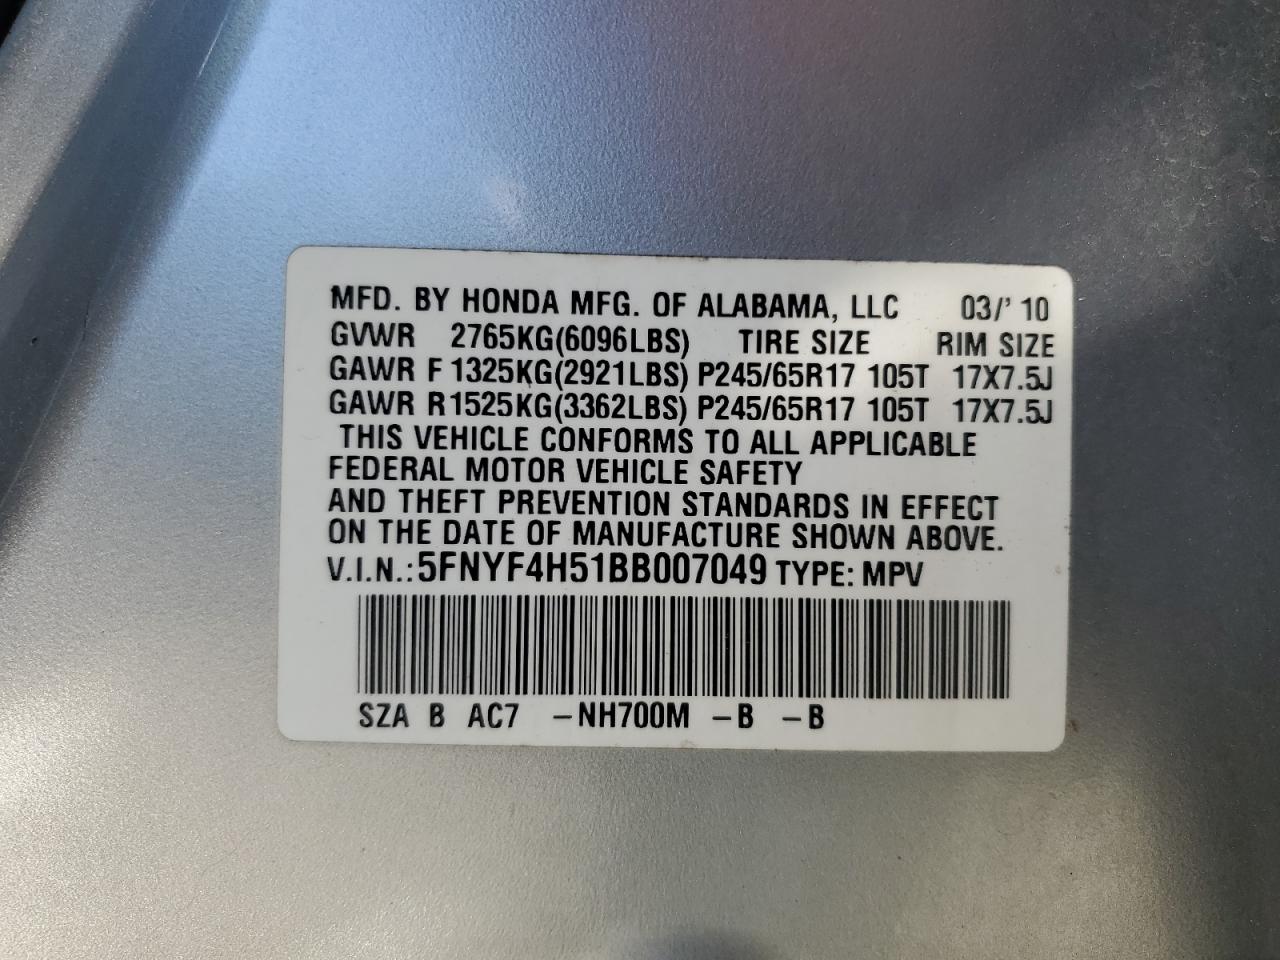 MFD. BY HONDA MFG. OF ALABAMA, LLC 03/' 10
GVWR 2765KG(6096LBS) TIRE SIZE RIM SIZE
GAWR F 1325KG(2921LBS) P245/65R17 105T 17X7.5J
GAWR R1525KG(3362LBS) P245/65R17 105T 17X7.5J
THIS VEHICLE CONFORMS TO ALL APPLICABLE
FEDERAL MOTOR VEHICLE SAFETY
AND THEFT PREVENTION STANDARDS IN EFFECT
ON THE DATE OF MANUFACTURE SHOWN ABOVE.
V.I.N.: 5FNYF4H51BB007049 TYPE: MPV
SZA B AC7 -NH700M -B -B